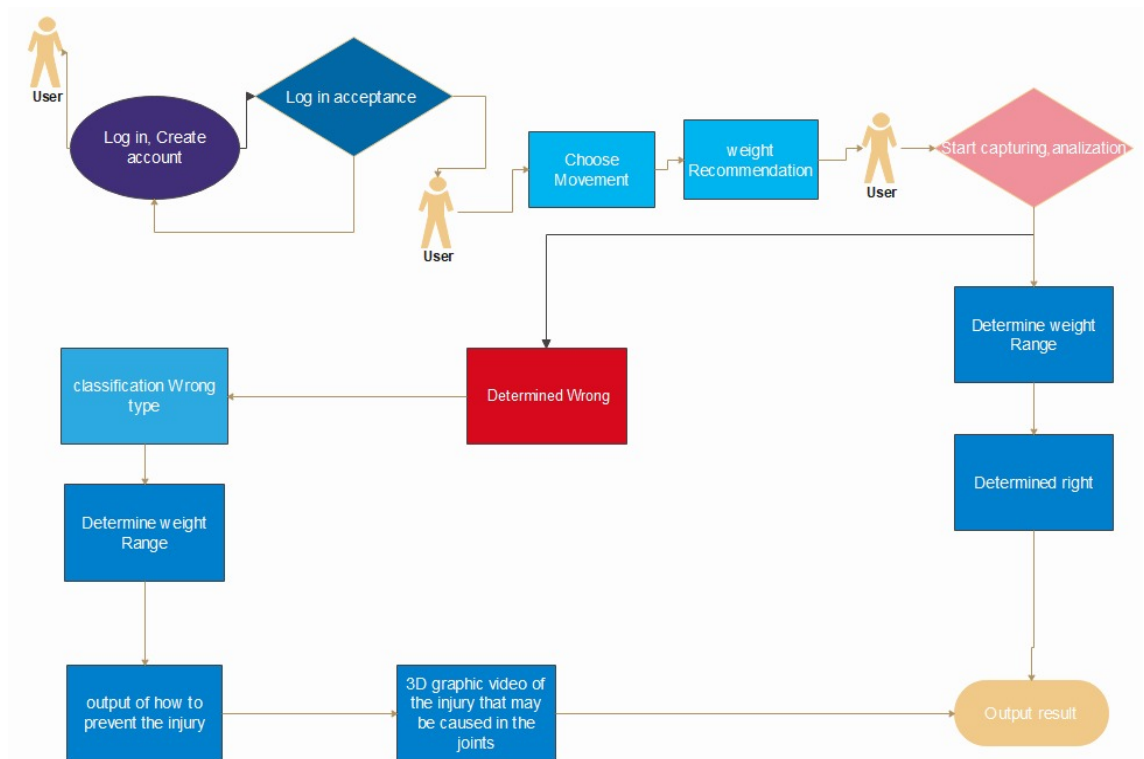 User
Log in, Create
account
Log in acceptance
User
Choose
Movement
weight
Recommendation
User
Start capturing,analization
Determine weight
Range
Determined right
Determined Wrong
classification Wrong
type
Determine weight
Range
output of how to
prevent the injury
3D graphic video of
the injury that may
be caused in the
joints
Output result